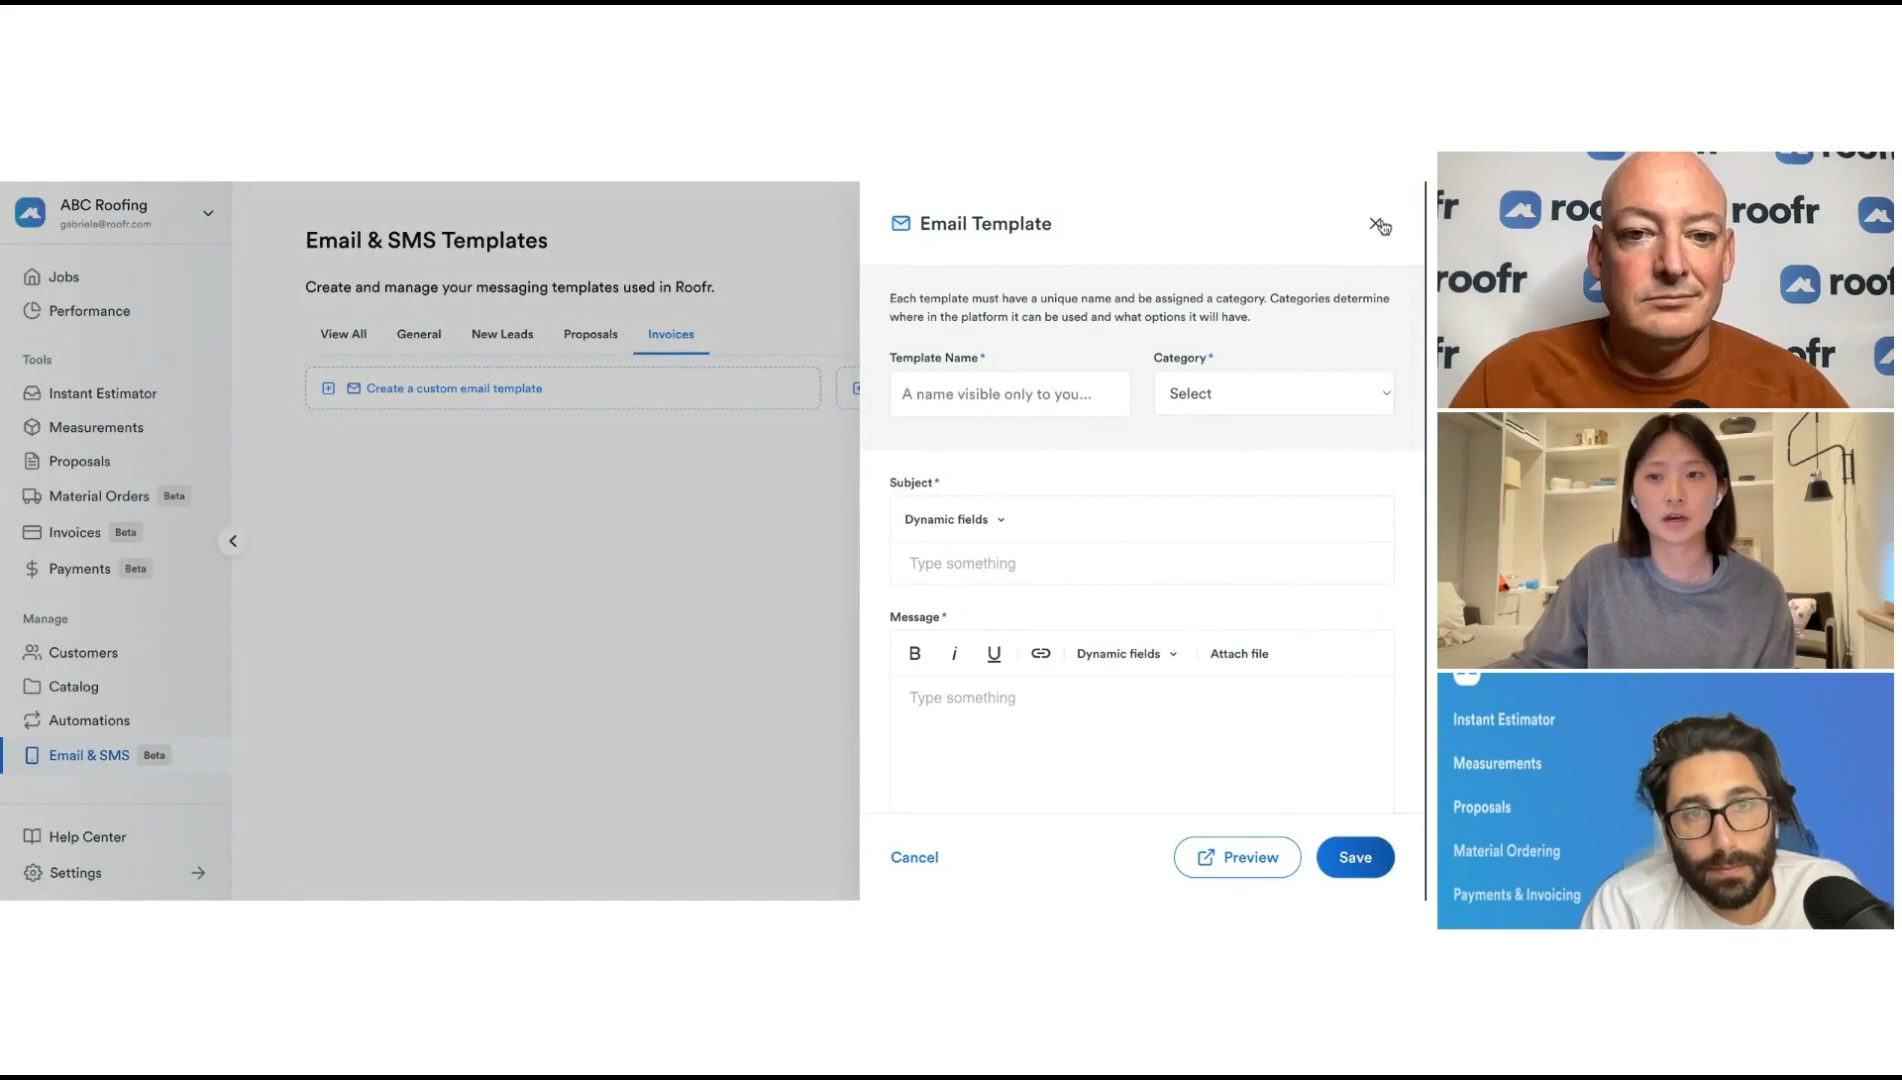 ABC Roofing
gabriela@roofr.com
Jobs
Performance
Tools
Instant Estimator
Measurements
Proposals
Material Orders Beta
Invoices Beta
Payments Beta
Manage
Customers
Catalog
Automations
Email & SMS Beta
Help Center
Settings
Email & SMS Templates
Create and manage your messaging templates used in Roofr.
View All General New Leads Proposals Invoices
Create a custom email template
Email Template
Each template must have a unique name and be assigned a category. Categories determine
where in the platform it can be used and what options it will have.
Template Name* Category*
A name visible only to you... Select
Subject*
Dynamic fields
Type something
Message*
B i U Dynamic fields Attach file
Type something
Cancel Preview Save
roofr
roofr
Instant Estimator
Measurements
Proposals
Material Ordering
Payments & Invoicing